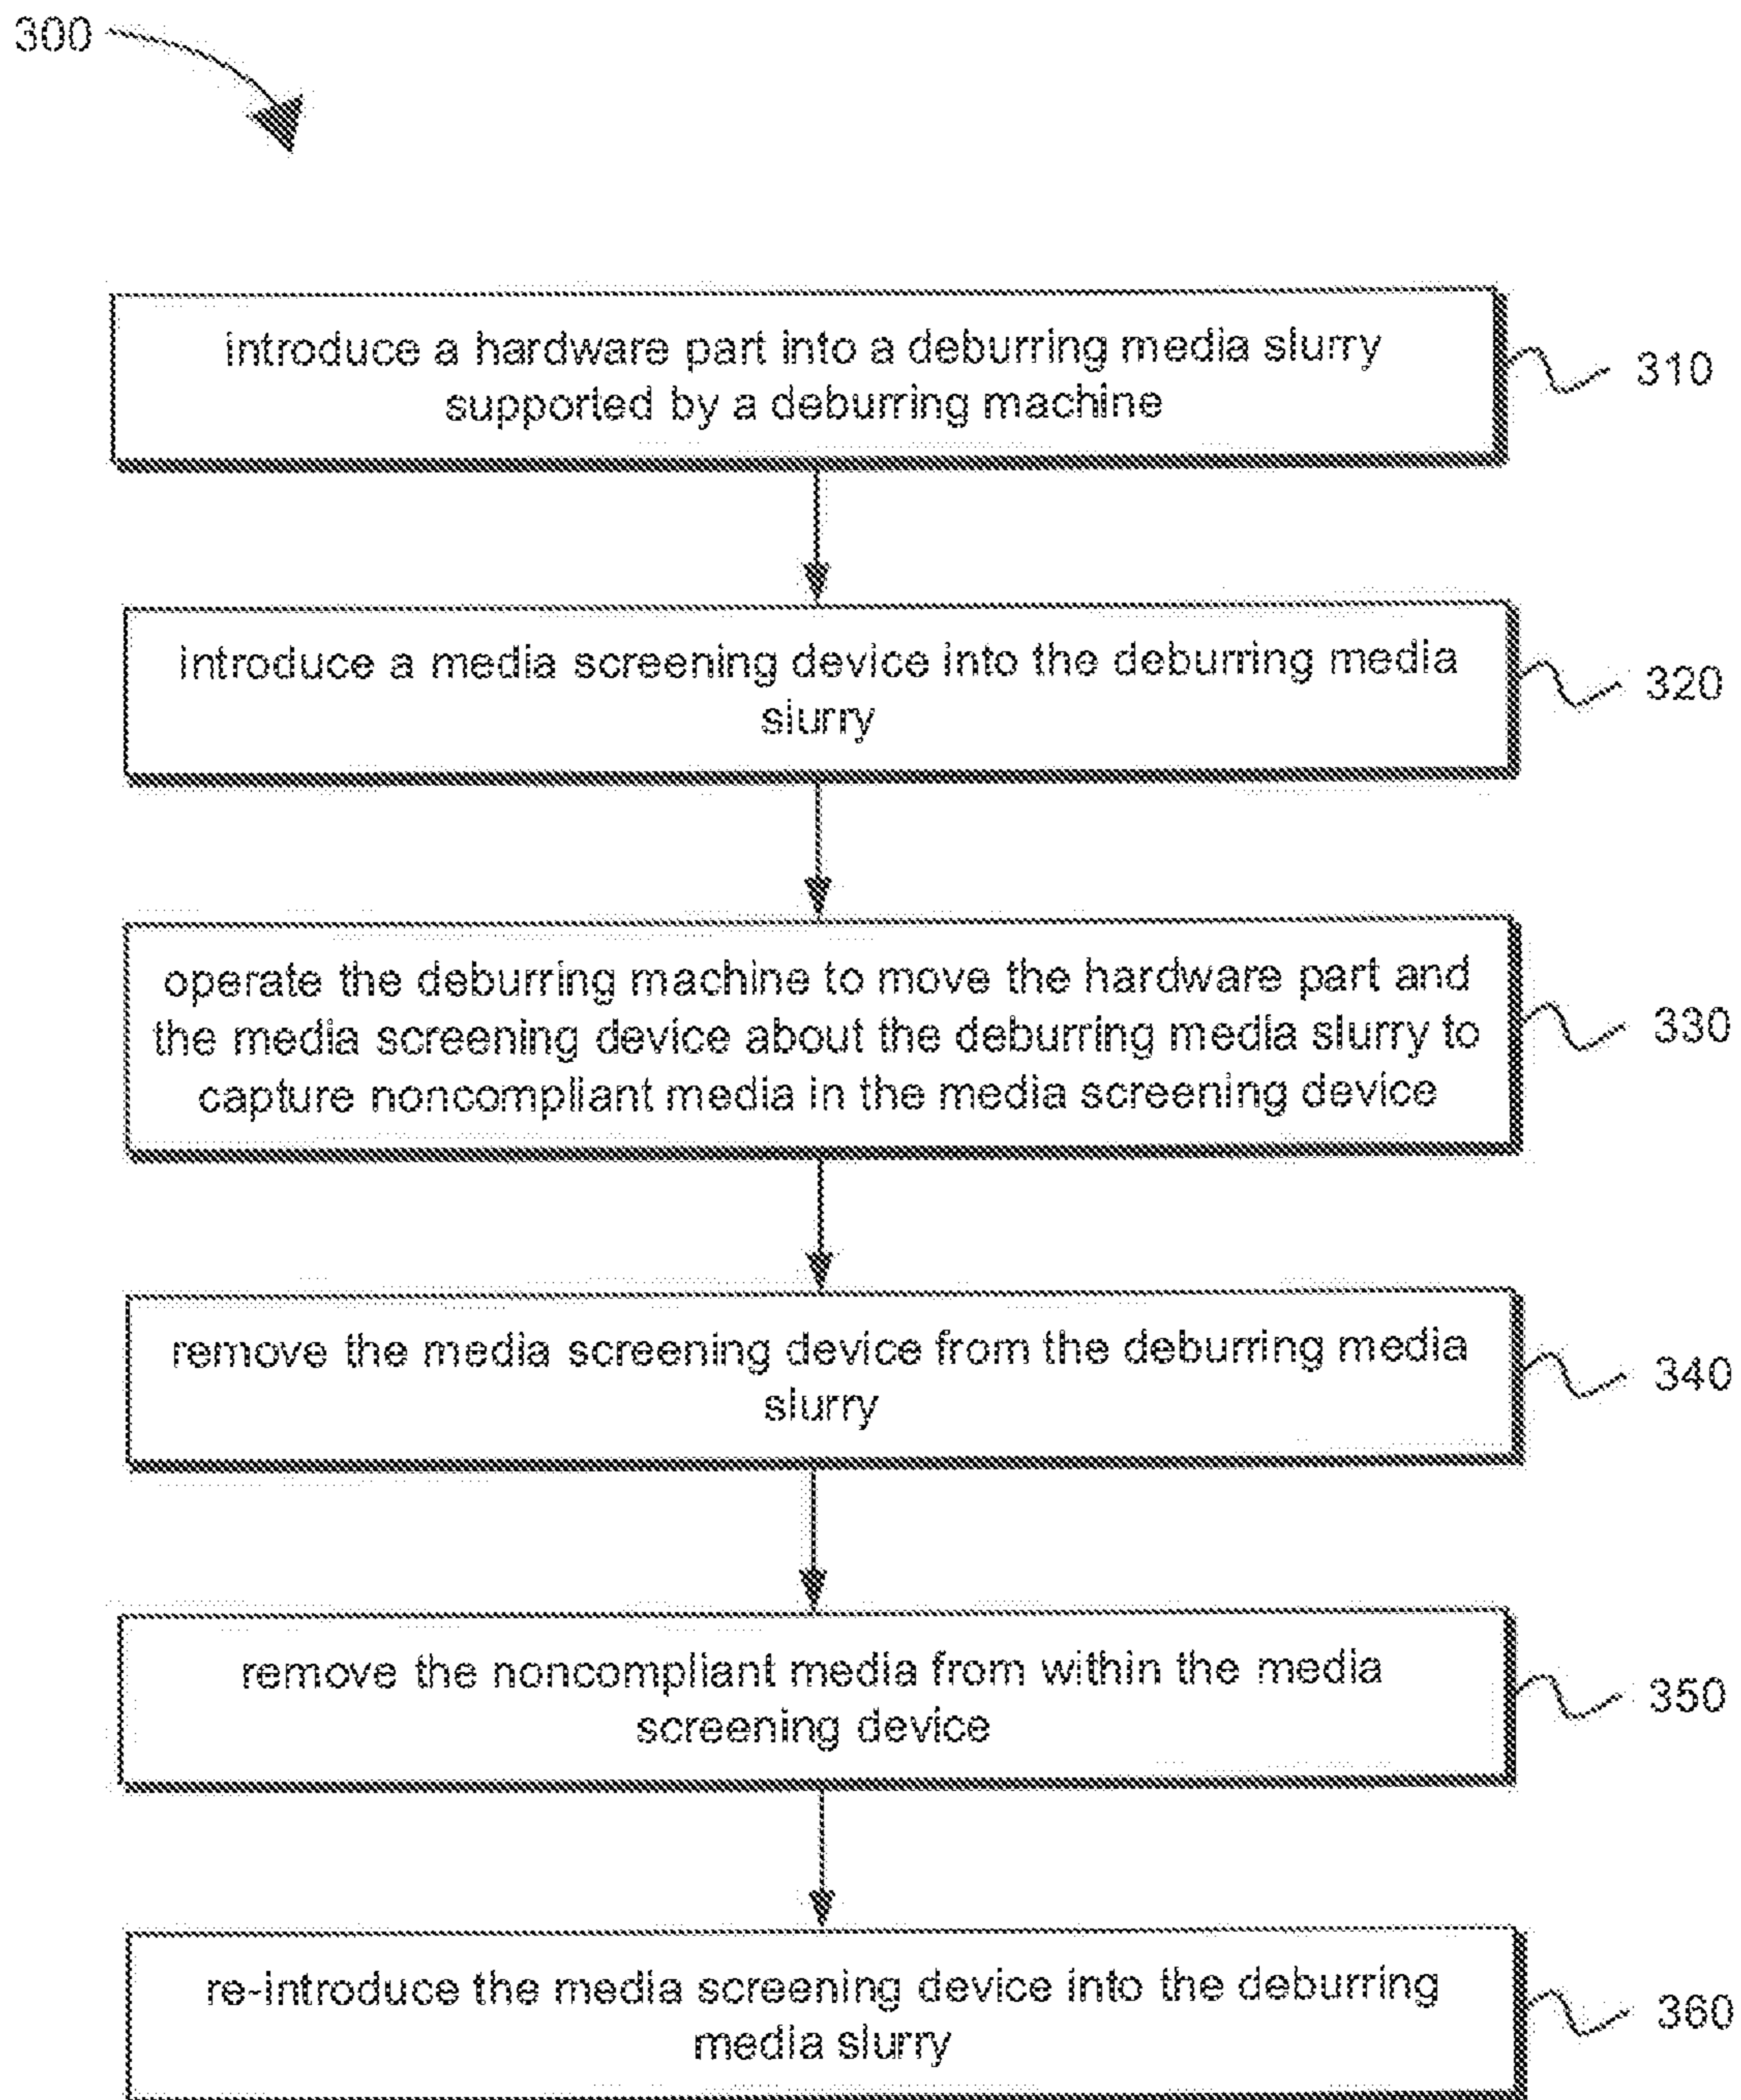 300
introduce a hardware part into a deburring media slurry
supported by a deburring machine
310
introduce a media screening device into the deburring media
slurry
320
operate the deburring machine to move the hardware part and
the media screening device about the deburring media slurry to
capture noncompliant media in the media screening device
330
remove the media screening device from the deburring media
slurry
340
remove the noncompliant media from within the media
screening device
350
re-introduce the media screening device into the deburring
media slurry
360